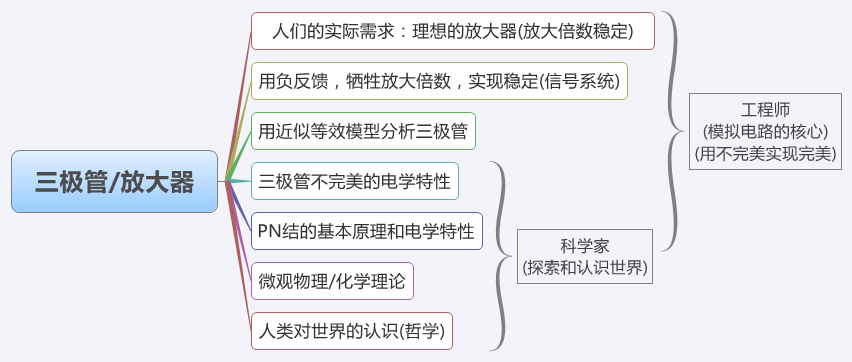 三极管/放大器
人们的实际需求：理想的放大器(放大倍数稳定)
用负反馈，牺牲放大倍数，实现稳定(信号系统)
用近似等效模型分析三极管
三极管不完美的电学特性
PN结的基本原理和电学特性
微观物理/化学理论
人类对世界的认识(哲学)
工程师
(模拟电路的核心)
(用不完美实现完美)
科学家
(探索和认识世界)